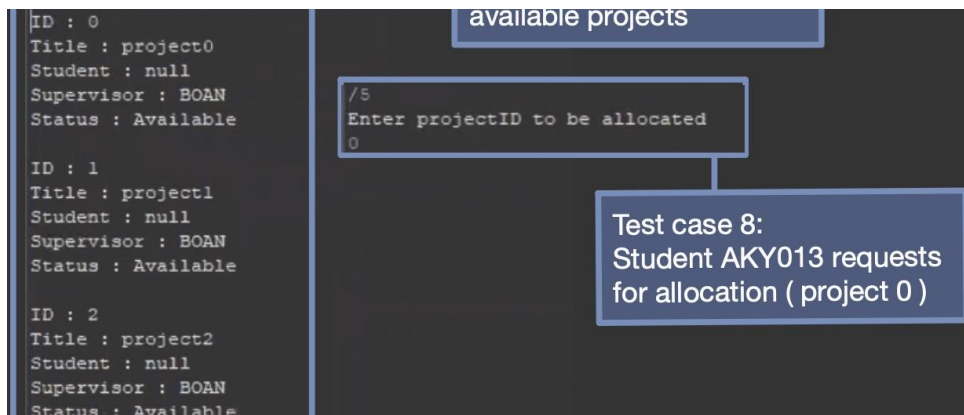 ID : 0
Title : project0
Student : null
Supervisor : BOAN
Status : Available
ID : 1
Title : project1
Student : null
Supervisor : BOAN
Status : Available
ID : 2
Title : project2
Student : null
Supervisor : BOAN
Status : Available
available projects
/5
Enter projectID to be allocated
0
Test case 8:
Student AKY013 requests
for allocation ( project 0 )